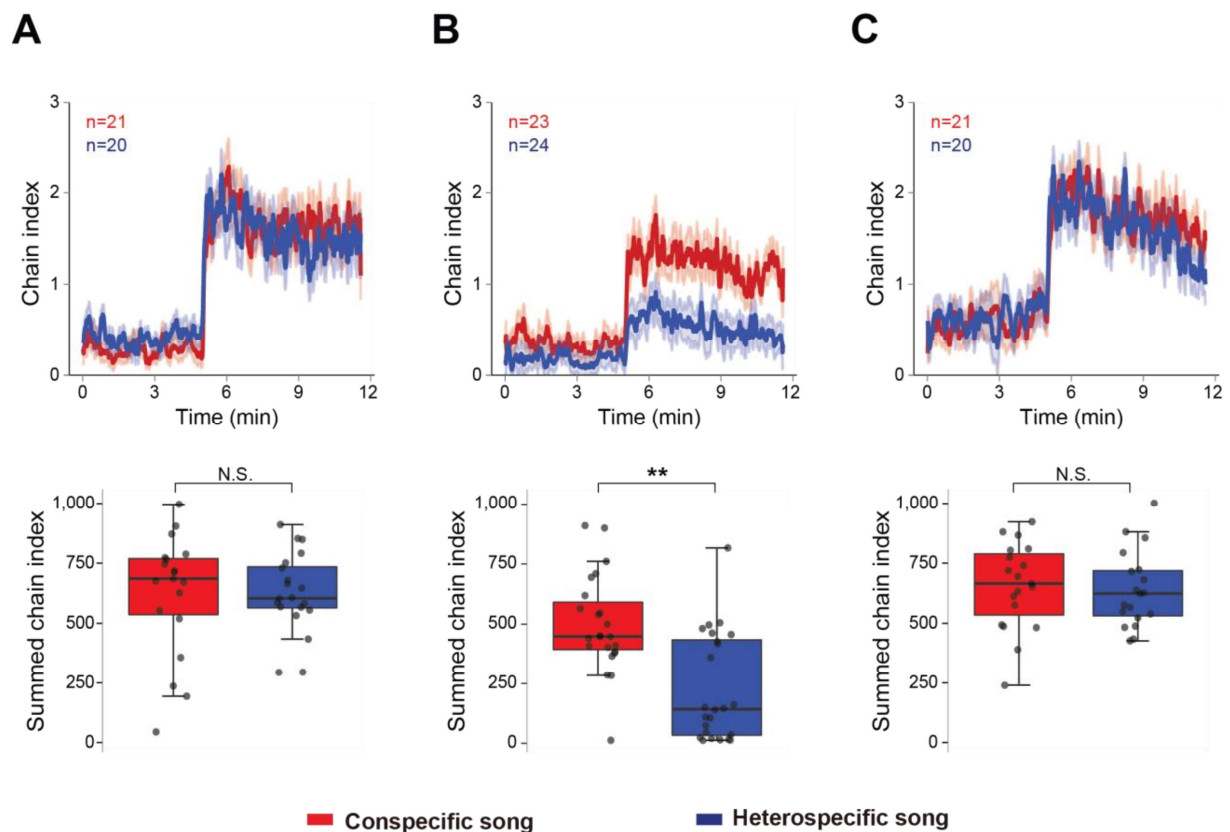 A
B
C
3
2
1
0
Chain index
n=21
n=20
0
3
6
9
12
Time (min)
3
2
1
0
Chain index
n=23
n=24
0
3
6
9
12
Time (min)
3
2
1
0
Chain index
n=21
n=20
0
3
6
9
12
Time (min)
N.S.
1,000
750
500
250
0
Summed chain index
**
1,000
750
500
250
0
Summed chain index
N.S.
1,000
750
500
250
0
Summed chain index
Conspecific song
Heterospecific song